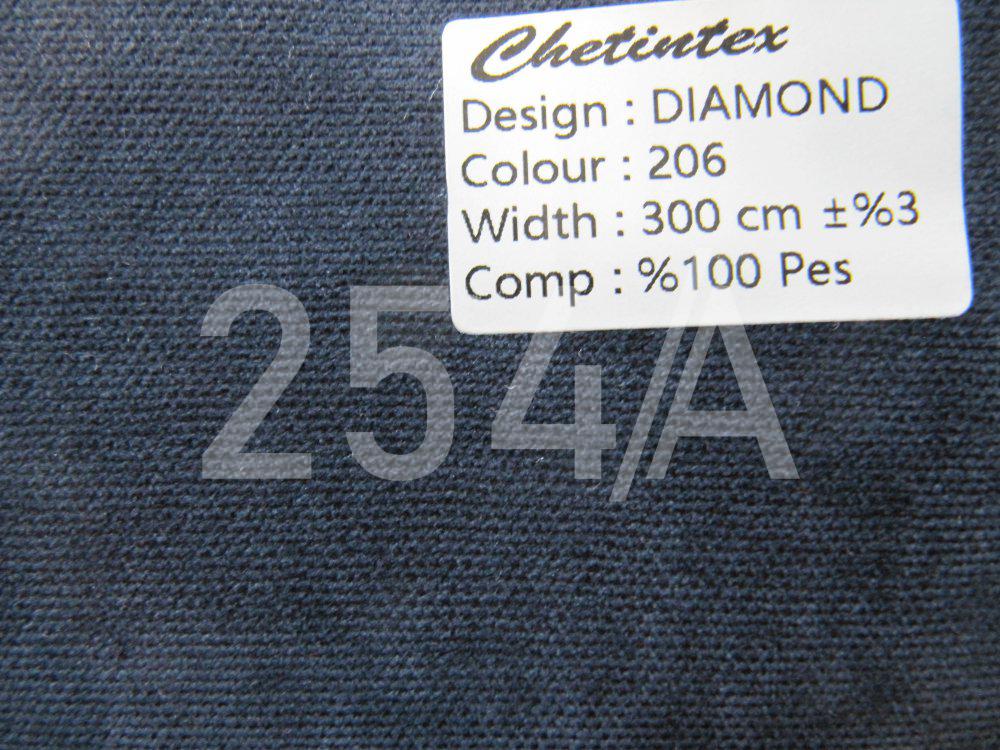 Chetintex
Design : DIAMOND
Colour : 206
Width : 300 cm ±%3
Comp : %100 Pes
254/A